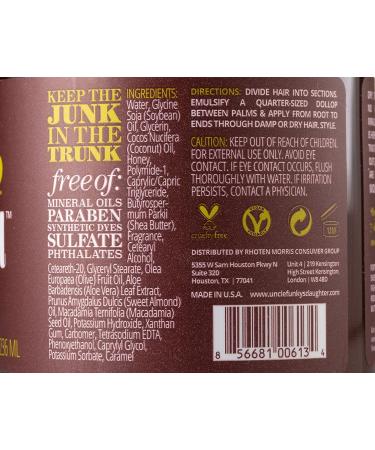 KEEP THE
JUNK
IN THE
TRUNK
free of:
MINERAL OILS
PARABEN
SYNTHETIC DYES
SULFATE
PHTHALATES
INGREDIENTS:
Water, Glycine
Soia (Soybean)
Oil, Glycerin,
Cocos Nucifera
(Coconut) Oil,
Honey,
Polymide-1,
Caprylic/Capric
Triglyceride,
Butyrosper-
mum Parkii
(Shea Butter),
Fragrance,
Cetearyl
Alcohol,
Ceteareth-20, Glyceryl Stearate, Olea
Europaea (Olive) Fruit Oil, Aloe
Barbadensis (Aloe Vera) Leaf Extract,
Prunus Amygdalus Dulcis (Sweet Almond)
Oil, Macadamia Ternifolia (Macadamia)
Seed Oil, Potassium Hydroxide, Xanthan
Gum, Carbomer, Tetrasodium EDTA,
Phenoxyethanol, Caprylyl Glycol,
Potassium Sorbate, Caramel
DIRECTIONS: DIVIDE HAIR INTO SECTIONS.
EMULSIFY A QUARTER-SIZED DOLLOP
BETWEEN PALMS & APPLY FROM ROOT TO
ENDS THROUGH DAMP OR DRY HAIR. STYLE.
CAUTION: KEEP OUT OF REACH OF CHILDREN.
FOR EXTERNAL USE ONLY. AVOID EYE
CONTACT. IF EYE CONTACT OCCURS, FLUSH
THOROUGHLY WITH WATER. IF IRRITATION
PERSISTS, CONTACT A PHYSICIAN.
cruelty-free
VEGAN
12M
DISTRIBUTED BY RHOTEN MORRIS CONSUMER GROUP
5355 W Sam Houston Pkwy N
Suite 320
Houston, TX | 77041
Unit 4 | 219 Kensington
High Street Kensington,
London | W8 4BD
MADE IN U.S.A.
www.unclefunkysdaughter.com
8 56681 00613 4
236 ML
TM